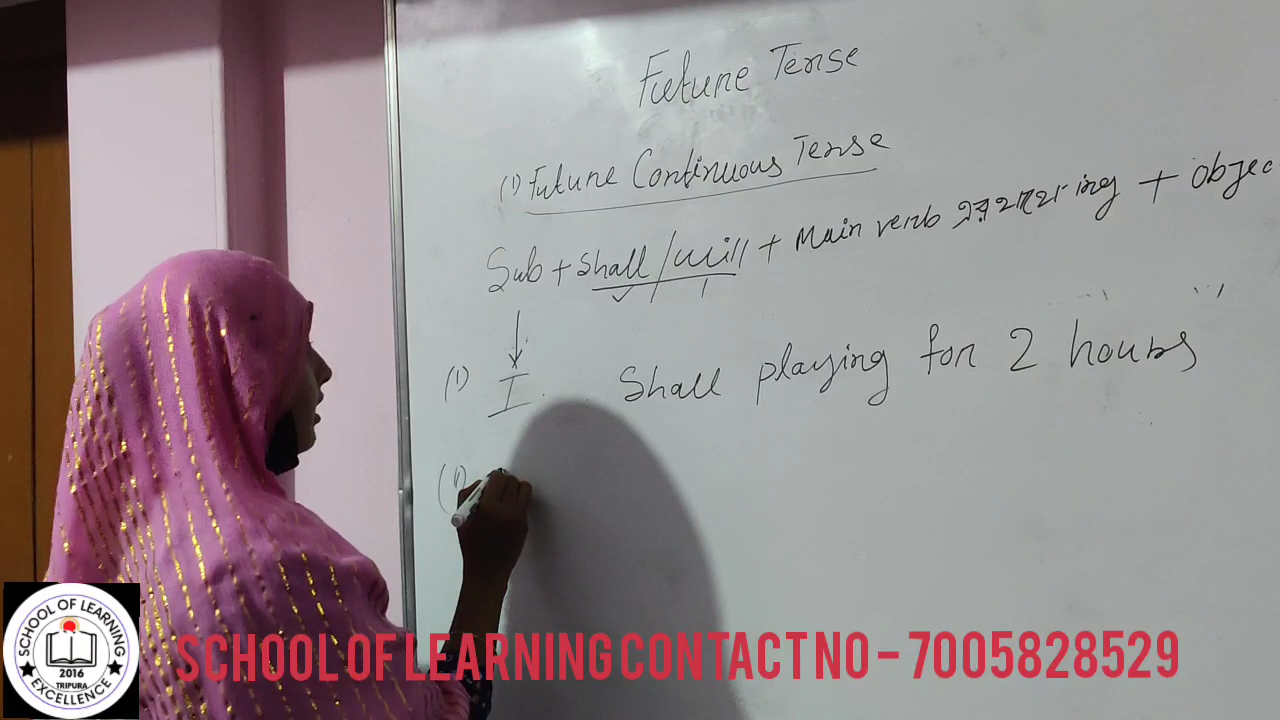 Future Tense
(1) Future Continuous Tense
Sub + Shall / will + Main verb ing + objec
(1) I Shall playing for 2 hours
(1)
SCHOOL OF LEARNING
2016
TRIPURA
EXCELLENCE
SCHOOL OF LEARNING CONTACT NO - 7005828529